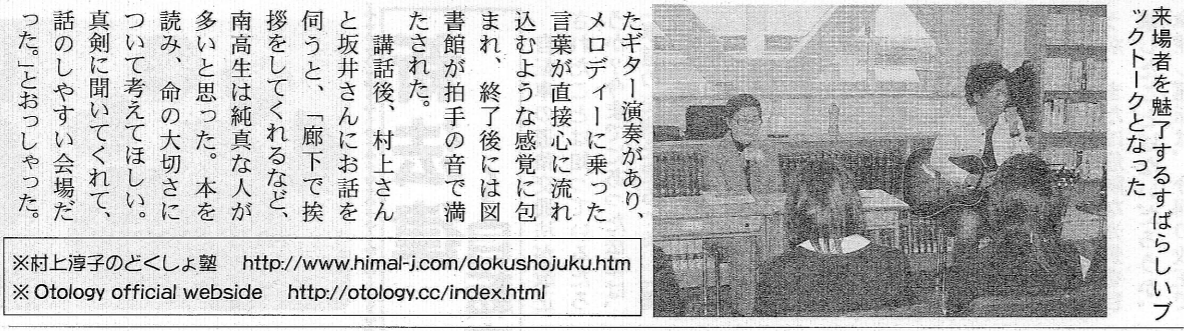 来場者を魅了するすばらしいブ
ックトークとなった
たギター演奏があり、
メロディーに乗った
言葉が直接心に流れ
込むような感覚に包
まれ、終了後には図
書館が拍手の音で満
たされた。
講話後、村上さん
と坂井さんにお話を
伺うと、「廊下で挨
拶をしてくれるなど、
南高生は純真な人が
多いと思った。本を
読み、命の大切さに
ついて考えてほしい。
真剣に聞いてくれて、
話のしやすい会場だ
った。」とおっしゃった。
※村上淳子のどくしょ塾 http://www.himal-j.com/dokushojuku.htm
※ Otology official webside http://otology.cc/index.html